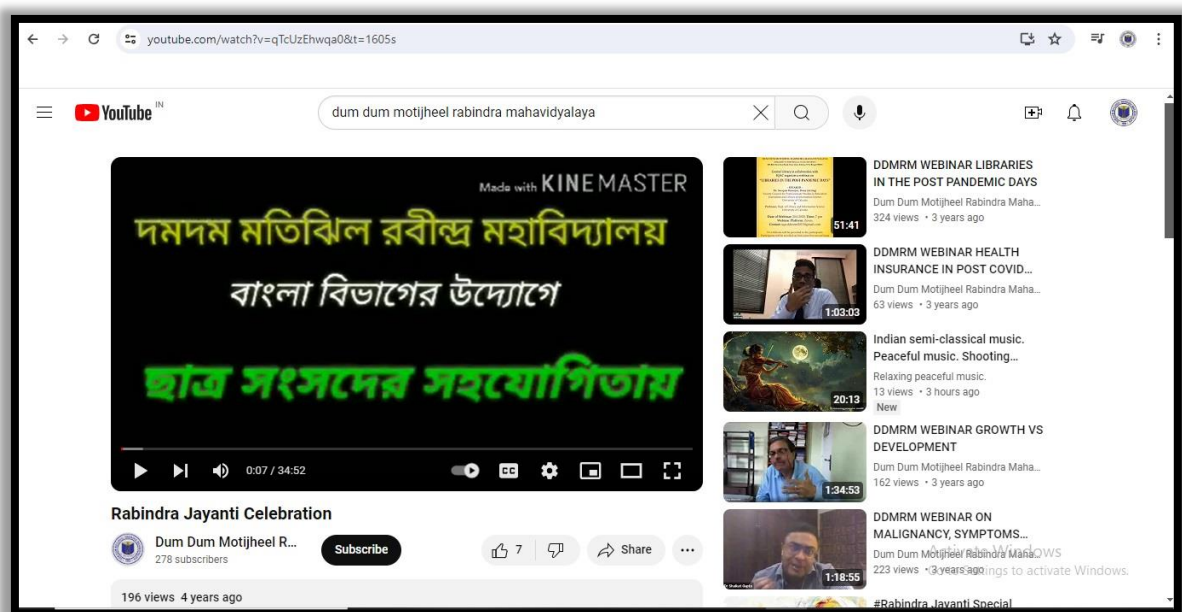 youtube.com/watch?v=qTcUzEhwqa0&t=1605s
YouTube IN
dum dum motijheel rabindra mahavidyalaya
Made with KINEMASTER
দমদম মতিঝিল রবীন্দ্র মহাবিদ্যালয়
বাংলা বিভাগের উদ্যোগে
ছাত্র সংসদের সহযোগিতায়
CC
0:07 / 34:52
Rabindra Jayanti Celebration
Dum Dum Motijheel R...
278 subscribers
Subscribe
7
Share
196 views 4 years ago
51:41
DDMRM WEBINAR LIBRARIES
IN THE POST PANDEMIC DAYS
Dum Dum Motijheel Rabindra Maha...
324 views • 3 years ago
1:03:03
DDMRM WEBINAR HEALTH
INSURANCE IN POST COVID...
Dum Dum Motijheel Rabindra Maha...
63 views • 3 years ago
20:13
Indian semi-classical music.
Peaceful music. Shooting...
Relaxing peaceful music.
13 views • 3 hours ago
New
1:34:53
DDMRM WEBINAR GROWTH VS
DEVELOPMENT
Dum Dum Motijheel Rabindra Maha...
162 views • 3 years ago
1:18:55
DDMRM WEBINAR ON
MALIGNANCY, SYMPTOMS...
Dum Dum Motijheel Rabindra Maha...
223 views • 3 years ago
Activate Windows
Go to Settings to activate Windows.
#Rabindra Jayanti Special